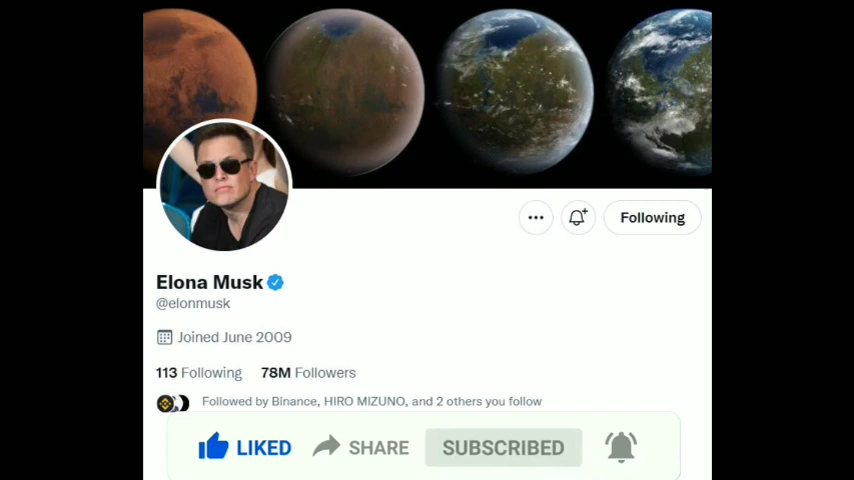 Following
Elona Musk
@elonmusk
Joined June 2009
113 Following 78M Followers
Followed by Binance, HIRO MIZUNO, and 2 others you follow
LIKED SHARE SUBSCRIBED